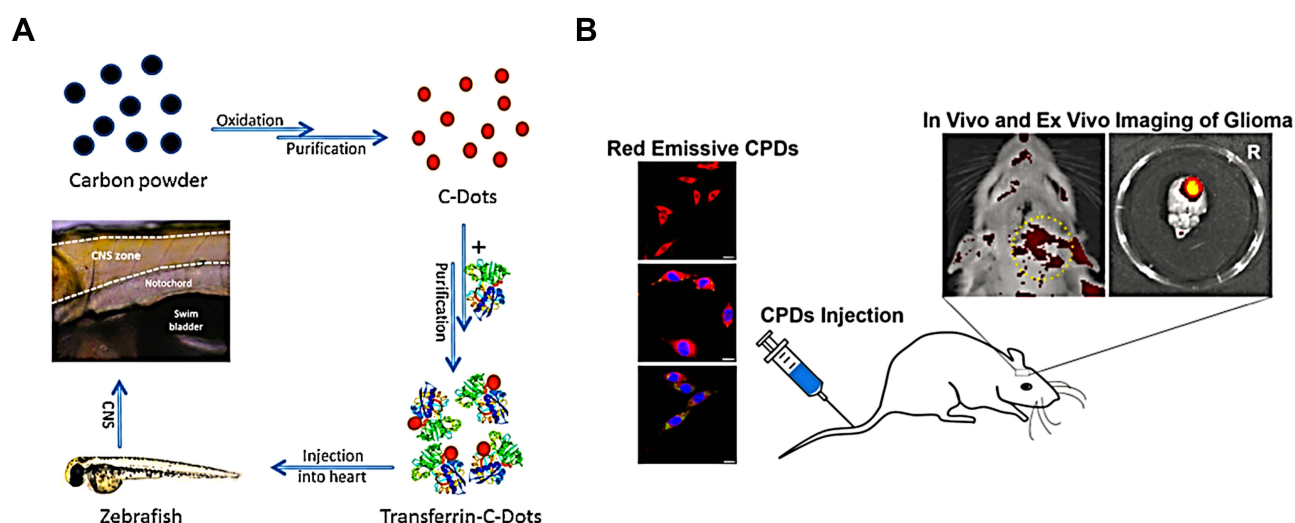 A
Carbon powder
Oxidation
Purification
C-Dots
+
Purification
Transferrin-C-Dots
Injection
into heart
Zebrafish
CNS
CNS zone
Notochord
Swim
bladder
B
Red Emissive CPDs
CPDs Injection
In Vivo and Ex Vivo Imaging of Glioma
R